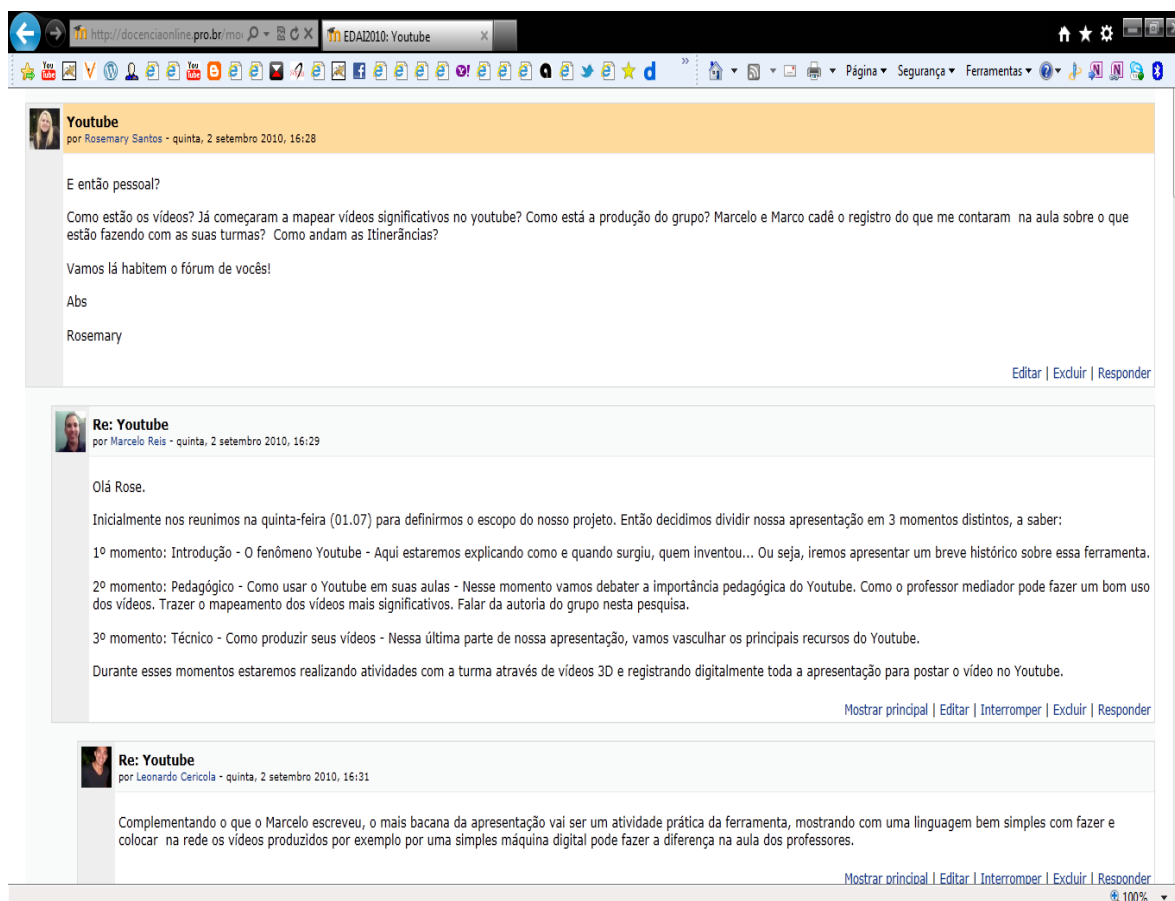 http://docenciaonline.pro.br/mo
EDAI2010: Youtube
Página
Segurança
Ferramentas
Youtube
por Rosemary Santos - quinta, 2 setembro 2010, 16:28
E então pessoal?
Como estão os vídeos? Já começaram a mapear vídeos significativos no youtube? Como está a produção do grupo? Marcelo e Marco cadê o registro do que me contaram na aula sobre o que
estão fazendo com as suas turmas? Como andam as Itinerãncias?
Vamos lá habitem o fórum de vocês!
Abs
Rosemary
Editar | Excluir | Responder
Re: Youtube
por Marcelo Reis - quinta, 2 setembro 2010, 16:29
Olá Rose.
Inicialmente nos reunimos na quinta-feira (01.07) para definirmos o escopo do nosso projeto. Então decidimos dividir nossa apresentação em 3 momentos distintos, a saber:
1º momento: Introdução - O fenômeno Youtube - Aqui estaremos explicando como e quando surgiu, quem inventou... Ou seja, iremos apresentar um breve histórico sobre essa ferramenta.
2º momento: Pedagógico - Como usar o Youtube em suas aulas - Nesse momento vamos debater a importância pedagógica do Youtube. Como o professor mediador pode fazer um bom uso
dos vídeos. Trazer o mapeamento dos vídeos mais significativos. Falar da autoria do grupo nesta pesquisa.
3º momento: Técnico - Como produzir seus vídeos - Nessa última parte de nossa apresentação, vamos vasculhar os principais recursos do Youtube.
Durante esses momentos estaremos realizando atividades com a turma através de vídeos 3D e registrando digitalmente toda a apresentação para postar o vídeo no Youtube.
Mostrar principal | Editar | Interromper | Excluir | Responder
Re: Youtube
por Leonardo Cericola - quinta, 2 setembro 2010, 16:31
Complementando o que o Marcelo escreveu, o mais bacana da apresentação vai ser um atividade prática da ferramenta, mostrando com uma linguagem bem simples com fazer e
colocar na rede os vídeos produzidos por exemplo por uma simples máquina digital pode fazer a diferença na aula dos professores.
Mostrar principal | Editar | Interromper | Excluir | Responder
100%